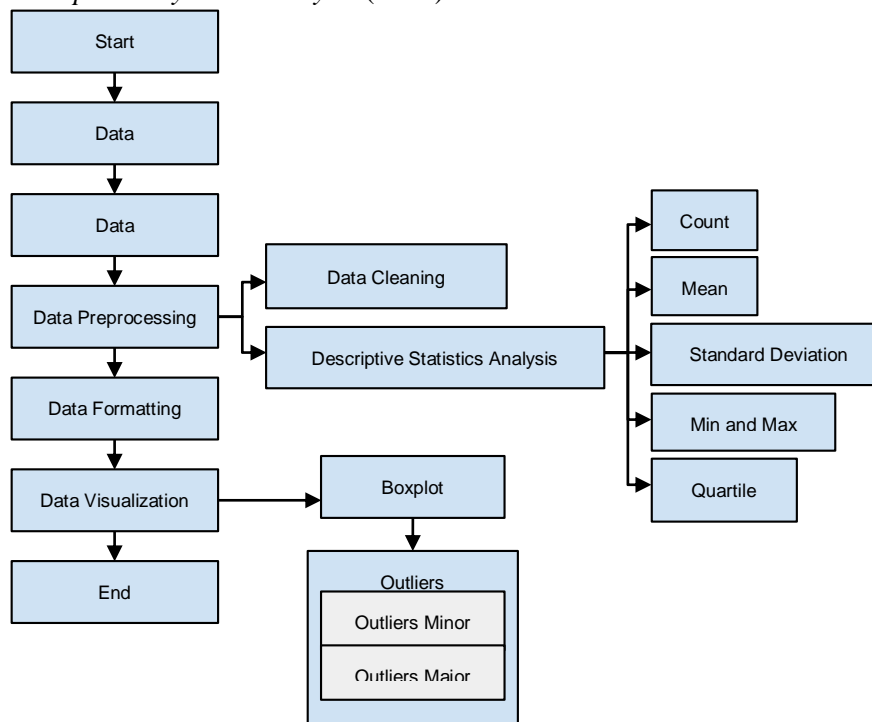 Start
Data
Data
Data Preprocessing
Data Formatting
Data Visualization
End
Data Cleaning
Descriptive Statistics Analysis
Count
Mean
Standard Deviation
Min and Max
Quartile
Boxplot
Outliers
Outliers Minor
Outliers Major